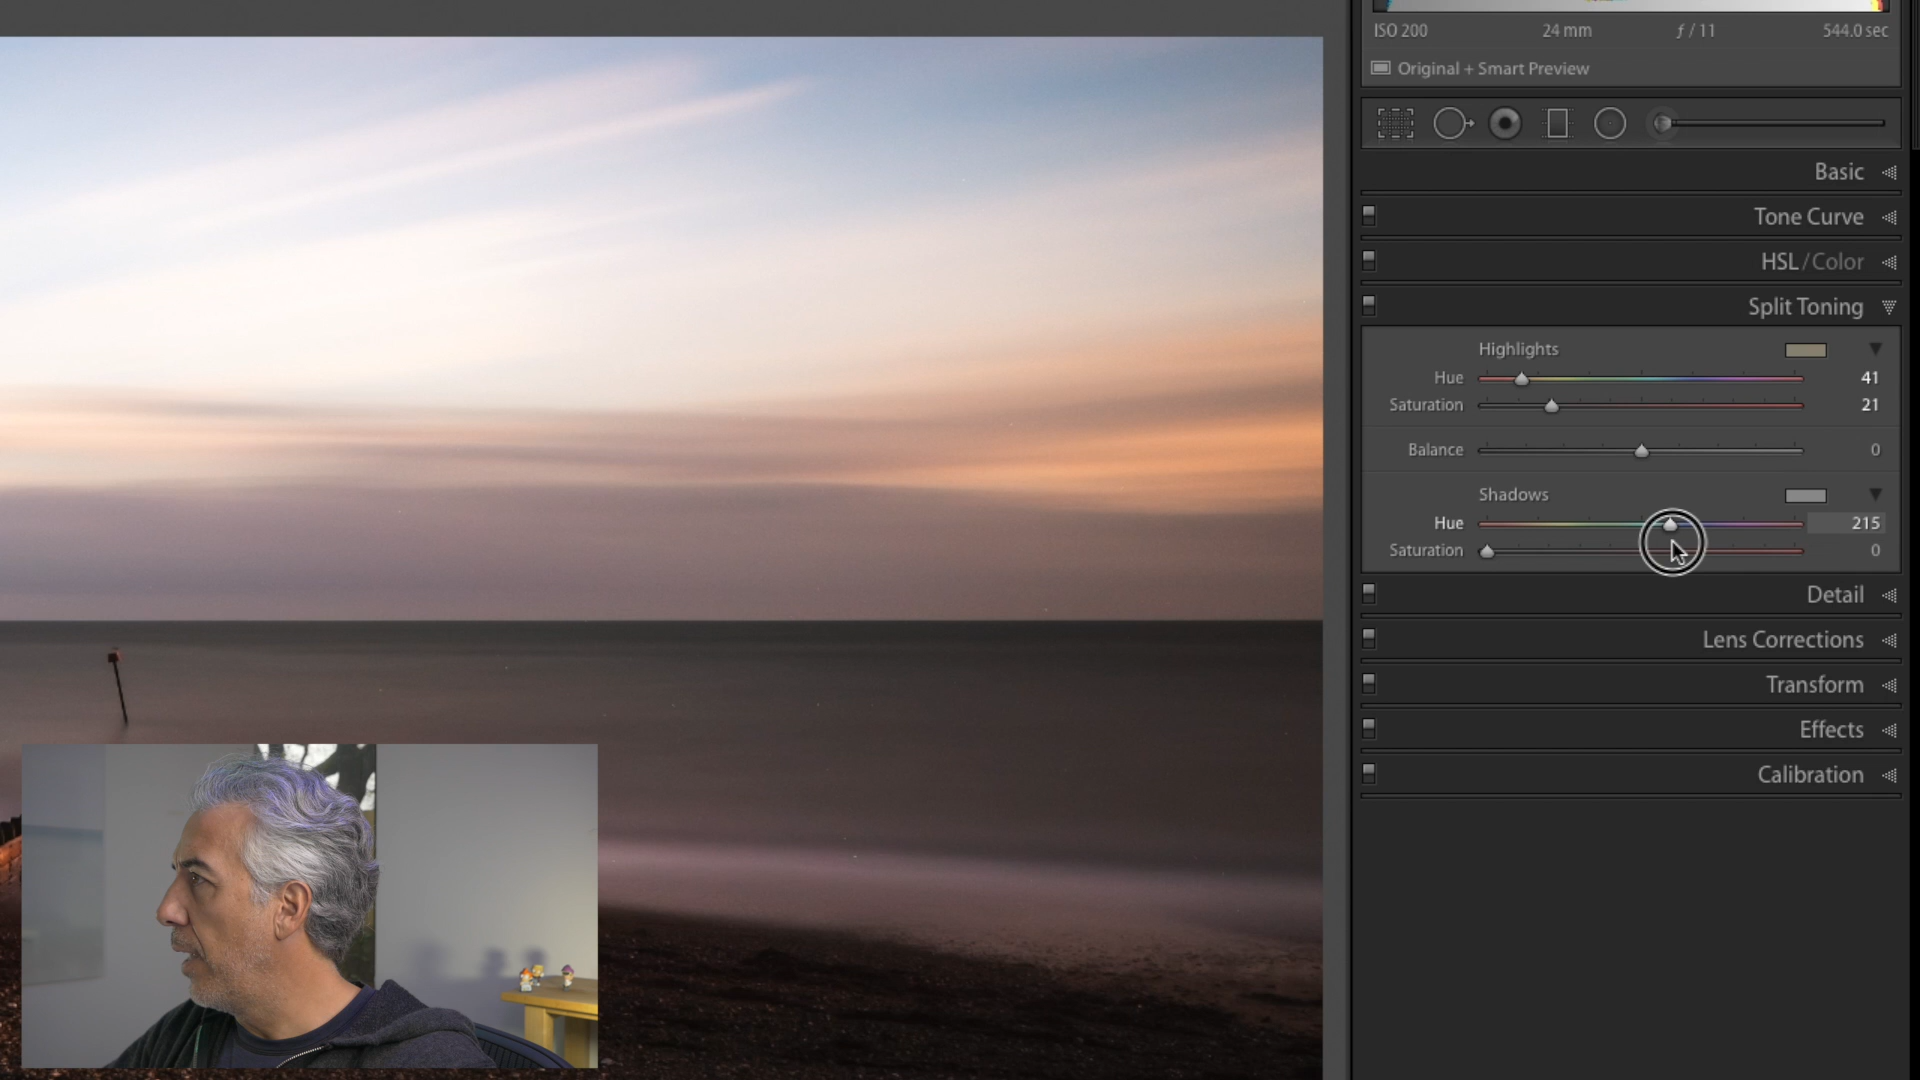 ISO 200 24 mm ƒ / 11 544.0 sec
Original + Smart Preview
Basic
Tone Curve
HSL / Color
Split Toning
Highlights
Hue 41
Saturation 21
Balance 0
Shadows
Hue 215
Saturation 0
Detail
Lens Corrections
Transform
Effects
Calibration